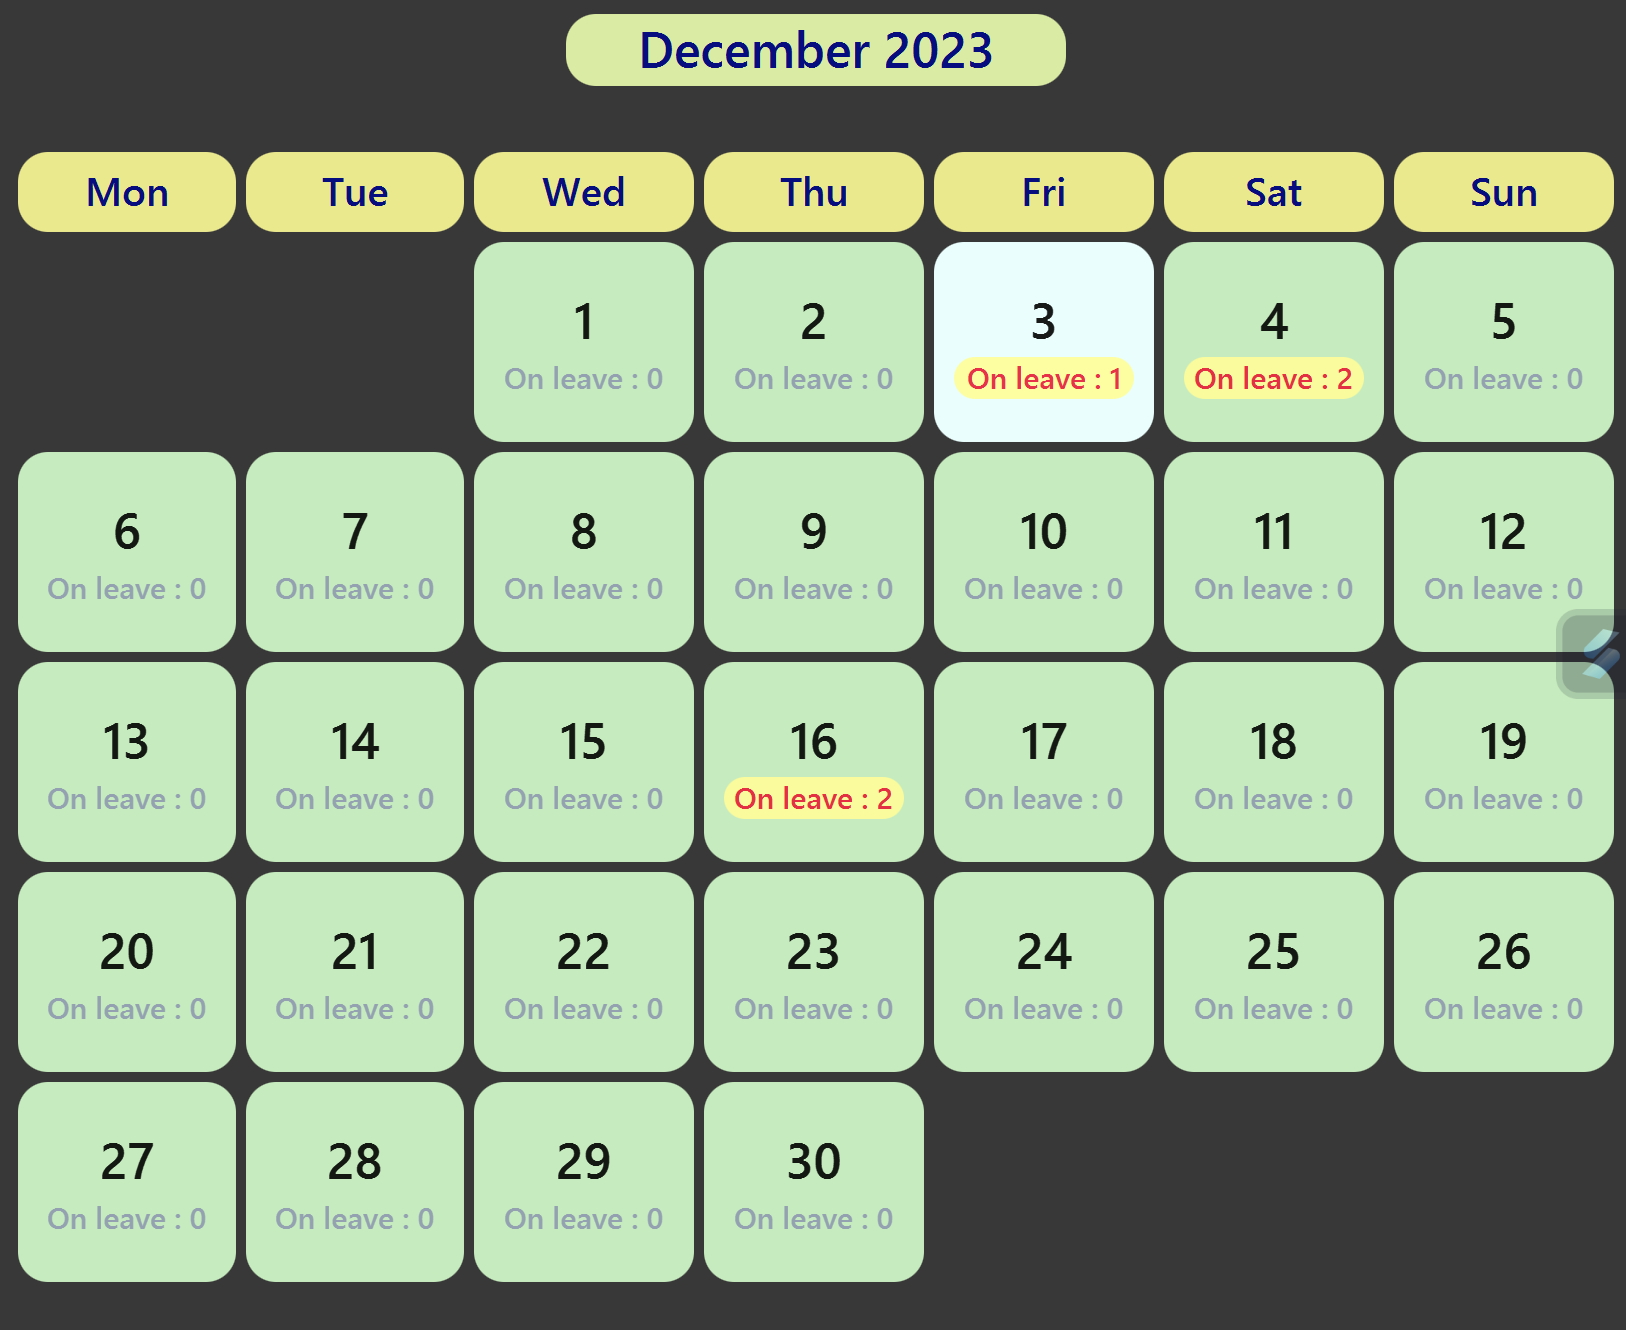 December 2023
Mon Tue Wed Thu Fri Sat Sun
1 2 3 4 5
On leave : 0 On leave : 0 On leave : 1 On leave : 2 On leave : 0
6 7 8 9 10 11 12
On leave : 0 On leave : 0 On leave : 0 On leave : 0 On leave : 0 On leave : 0 On leave : 0
13 14 15 16 17 18 19
On leave : 0 On leave : 0 On leave : 0 On leave : 2 On leave : 0 On leave : 0 On leave : 0
20 21 22 23 24 25 26
On leave : 0 On leave : 0 On leave : 0 On leave : 0 On leave : 0 On leave : 0 On leave : 0
27 28 29 30
On leave : 0 On leave : 0 On leave : 0 On leave : 0